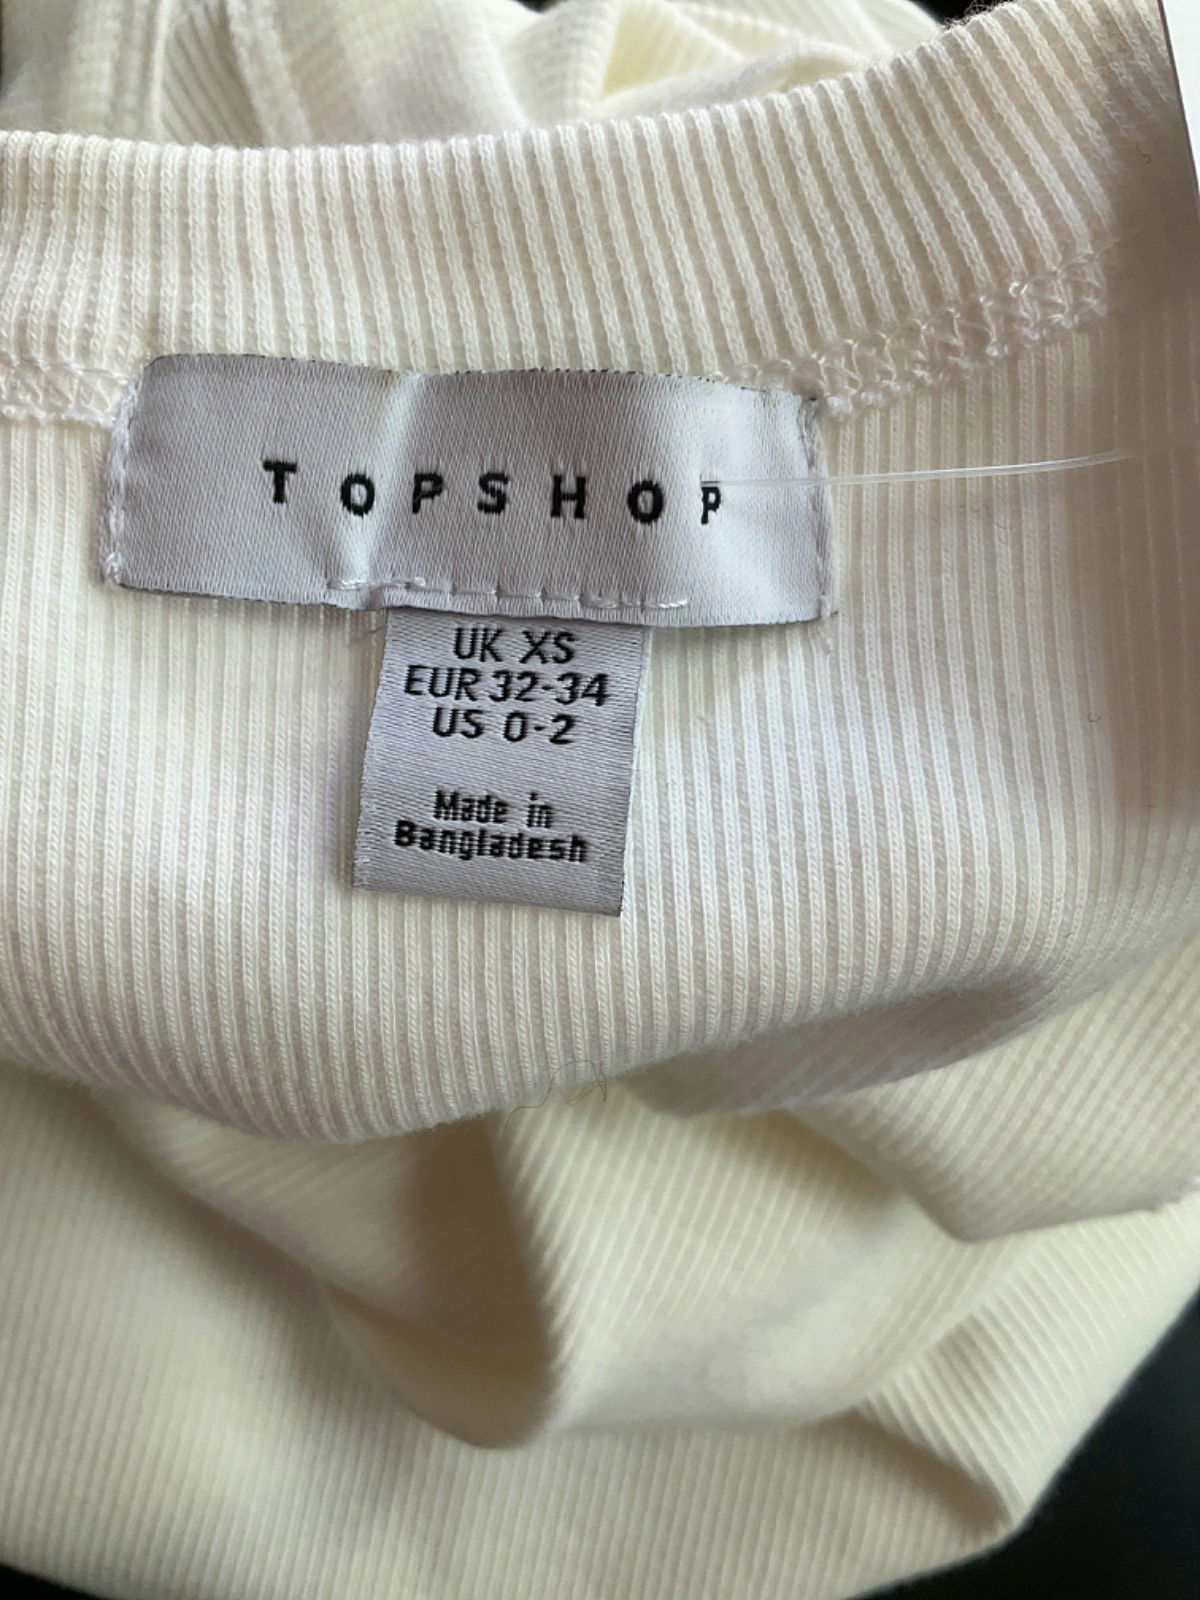 TOPSHOP
UK XS
EUR 32-34
US 0-2
Made in
Bangladesh